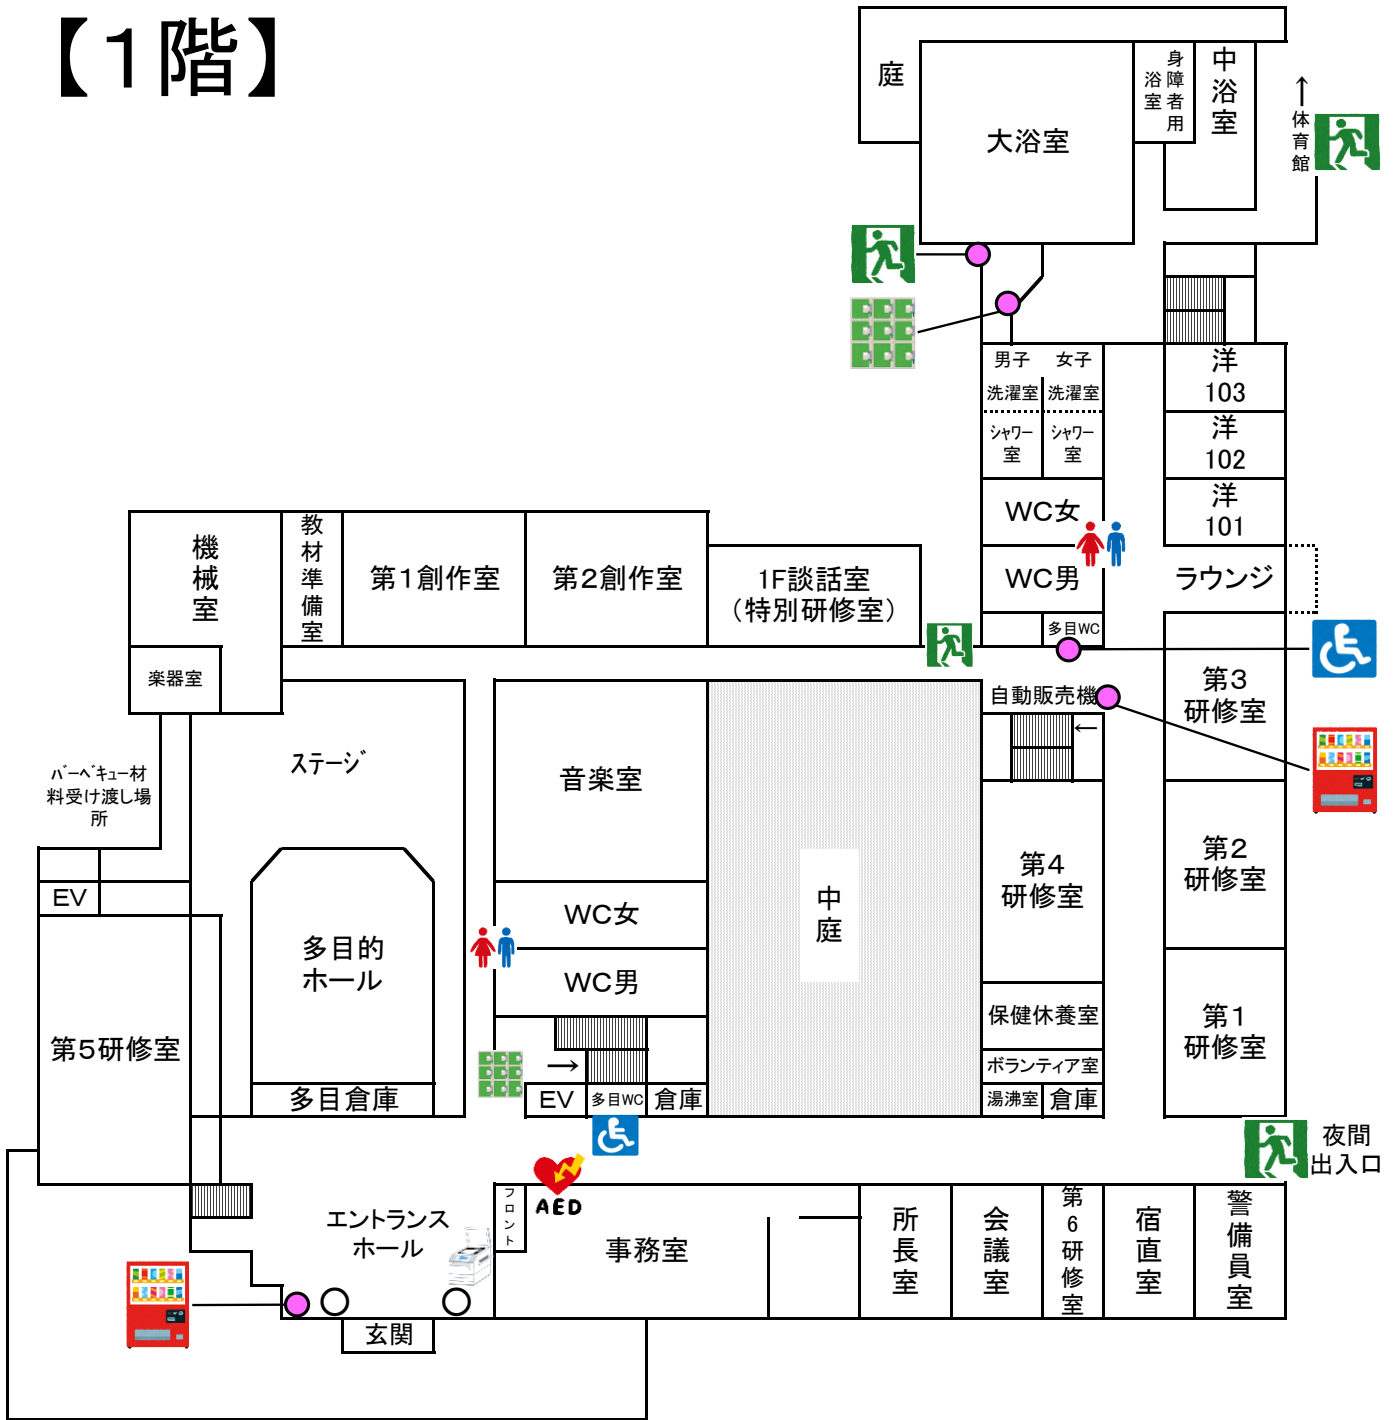 【1階】
庭
大浴室
身障者用
浴室
中浴室
↑
体育館
男子
女子
洗濯室
洗濯室
シャワー
室
シャワー
室
洋
103
洋
102
洋
101
WC女
WC男
多目WC
ラウンジ
機械室
教材準備室
第1創作室
第2創作室
1F談話室
(特別研修室)
楽器室
ステージ
音楽室
自動販売機
←
第3
研修室
バーベキュー材
料受け渡し場
所
EV
多目的
ホール
WC女
WC男
中庭
第4
研修室
第2
研修室
第5研修室
保健休養室
第1
研修室
ボランティア室
→
多目倉庫
EV
多目WC
倉庫
湯沸室
倉庫
夜間
出入口
AED
フロント
エントランス
ホール
事務室
所長室
会議室
第6研修室
宿直室
警備員室
玄関